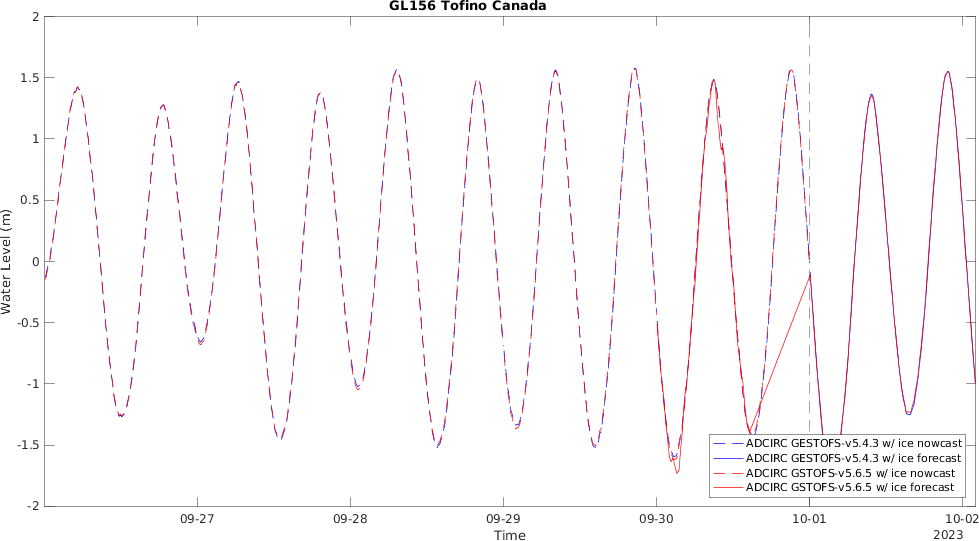 GL156 Tofino Canada
2
1.5
1
0.5
0
-0.5
-1
-1.5
-2
Water Level (m)
ADCIRC GESTOFS-v5.4.3 w/ ice nowcast
ADCIRC GESTOFS-v5.4.3 w/ ice forecast
ADCIRC GSTOFS-v5.6.5 w/ ice nowcast
ADCIRC GSTOFS-v5.6.5 w/ ice forecast
09-27 09-28 09-29 09-30 10-01 10-02
Time
2023